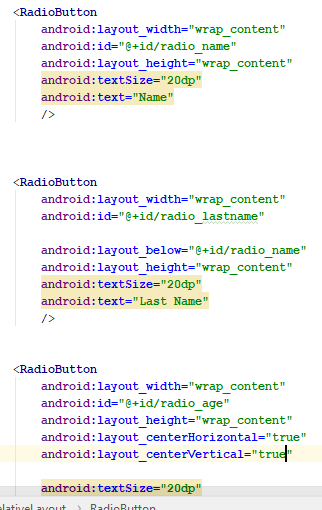 <RadioButton
android:layout_width="wrap_content"
android:id="@+id/radio_name"
android:layout_height="wrap_content"
android:textSize="20dp"
android:text="Name"
/>
<RadioButton
android:layout_width="wrap_content"
android:id="@+id/radio_lastname"
android:layout_below="@+id/radio_name"
android:layout_height="wrap_content"
android:textSize="20dp"
android:text="Last Name"
/>
<RadioButton
android:layout_width="wrap_content"
android:id="@+id/radio_age"
android:layout_height="wrap_content"
android:layout_centerHorizontal="true"
android:layout_centerVertical="true"
android:textSize="20dp"
elativeLayout > RadioButton